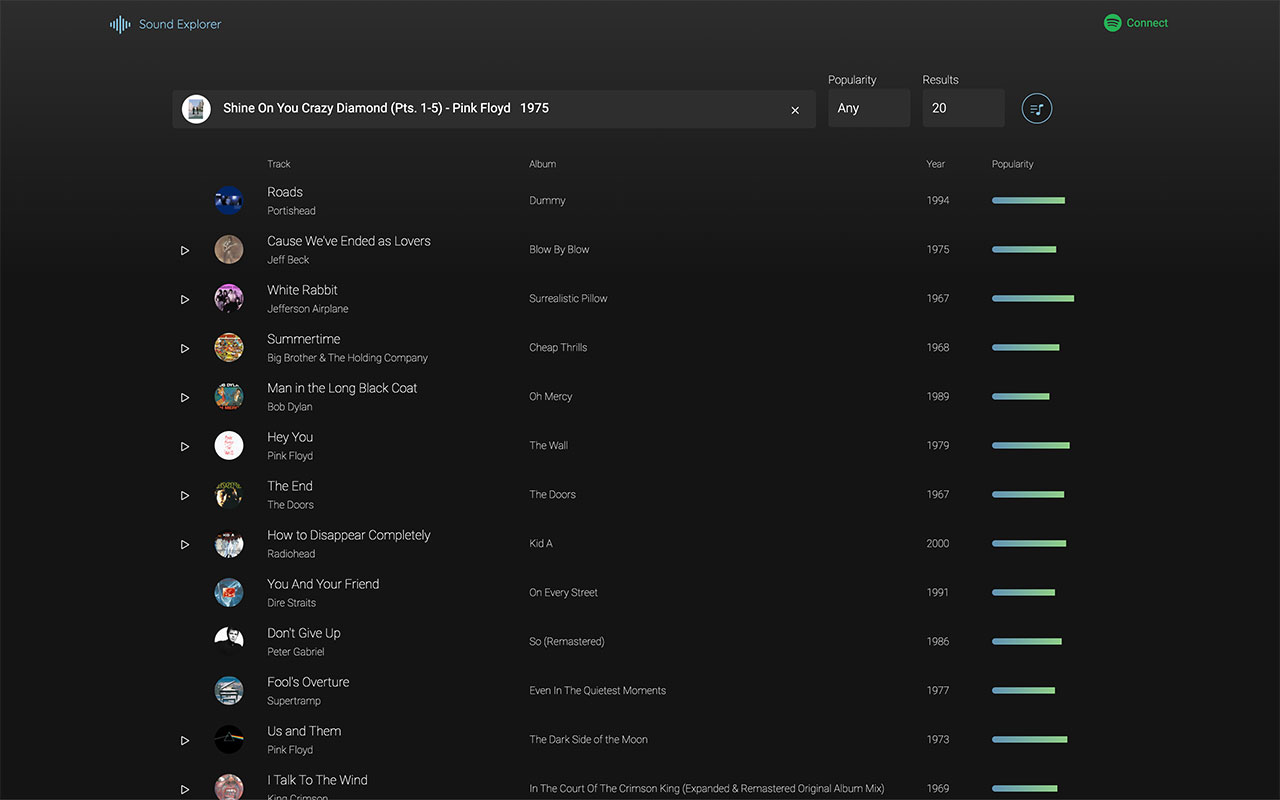 Sound Explorer
Connect
Popularity
Results
Shine On You Crazy Diamond (Pts. 1-5) - Pink Floyd 1975
Any
20
Track
Album
Year
Popularity
Roads
Portishead
Dummy
1994
Cause We've Ended as Lovers
Jeff Beck
Blow By Blow
1975
White Rabbit
Jefferson Airplane
Surrealistic Pillow
1967
Summertime
Big Brother & The Holding Company
Cheap Thrills
1968
Man in the Long Black Coat
Bob Dylan
Oh Mercy
1989
Hey You
Pink Floyd
The Wall
1979
The End
The Doors
The Doors
1967
How to Disappear Completely
Radiohead
Kid A
2000
You And Your Friend
Dire Straits
On Every Street
1991
Don't Give Up
Peter Gabriel
So (Remastered)
1986
Fool's Overture
Supertramp
Even In The Quietest Moments
1977
Us and Them
Pink Floyd
The Dark Side of the Moon
1973
I Talk To The Wind
King Crimson
In The Court Of The Crimson King (Expanded & Remastered Original Album Mix)
1969